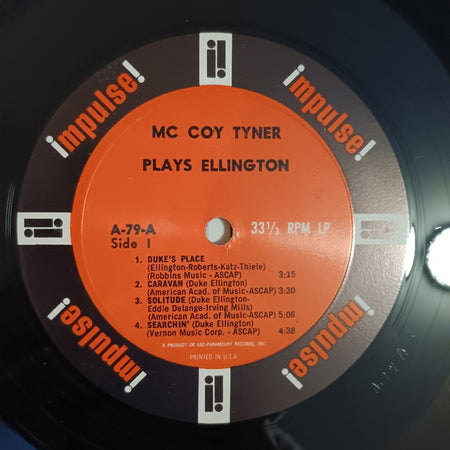 impulse!
impulse!
MC COY TYNER
PLAYS ELLINGTON
A-79-A
Side 1
33⅓ RPM LP
1. DUKE'S PLACE
(Ellington-Roberts-Katz-Thiele)
(Robbins Music - ASCAP) 3:15
2. CARAVAN (Duke Ellington)
(American Acad. of Music-ASCAP) 3:30
3. SOLITUDE (Duke Ellington-
Eddie Delange-Irving Mills)
(American Acad. of Music-ASCAP) 5:06
4. SEARCHIN' (Duke Ellington)
(Vernon Music Corp. - ASCAP) 4:38
A PRODUCT OF ABC-PARAMOUNT RECORDS, INC.
PRINTED IN U.S.A.
impulse!
impulse!